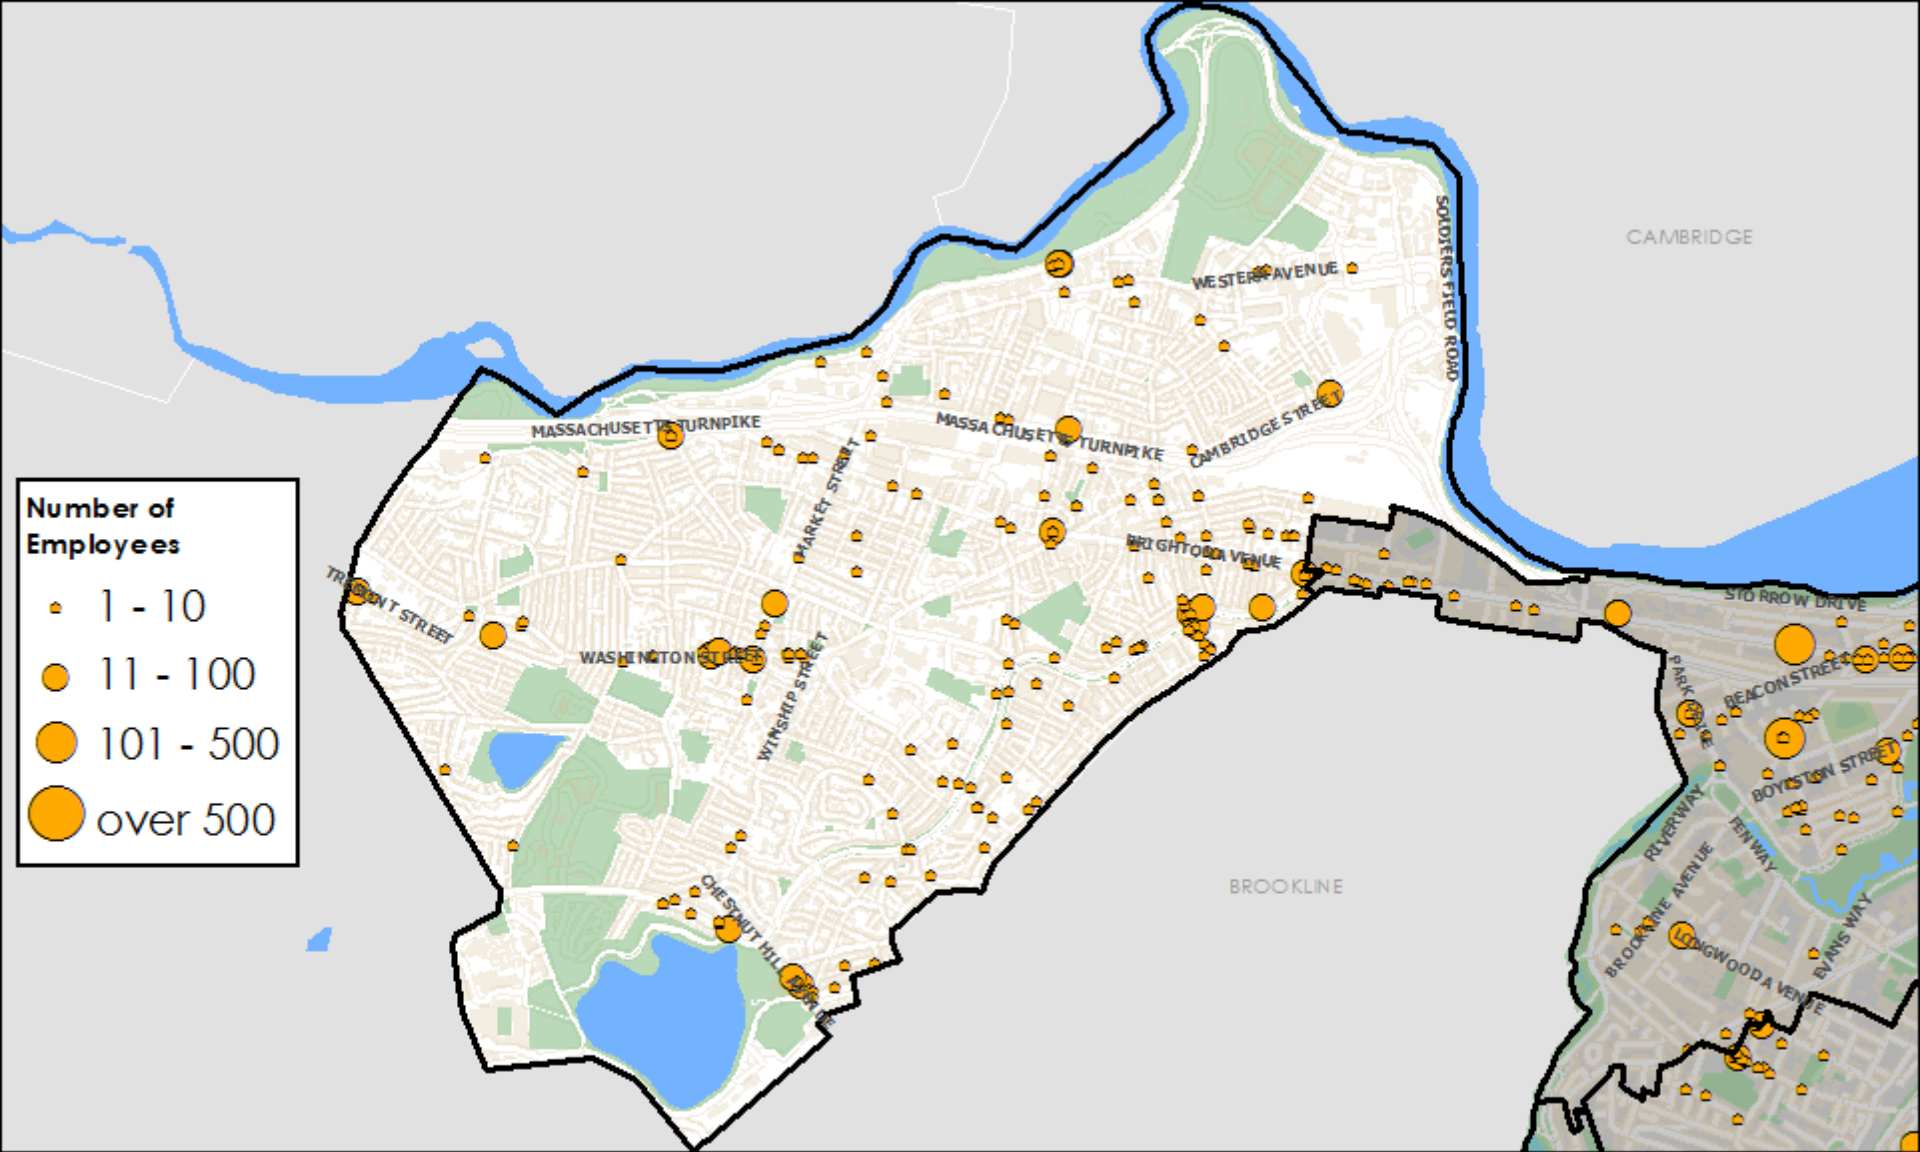 CAMBRIDGE
SOLDIERS FIELD ROAD
WESTERN AVENUE
MASSACHUSETTS TURNPIKE
MASSACHUSETTS TURNPIKE
CAMBRIDGE STREET
MARKET STREET
Number of
Employees
1 - 10
11 - 100
101 - 500
over 500
BRIGHTON AVENUE
TREMONT STREET
WASHINGTON STREET
WINSHIP STREET
STORROW DRIVE
PARK DRIVE
BEACON STREET
BOYLSTON STREET
RIVERWAY
FENWAY
BROOKLINE AVENUE
BROOKLINE
CHESTNUT HILL AVENUE
LONGWOOD AVENUE
EVANS WAY